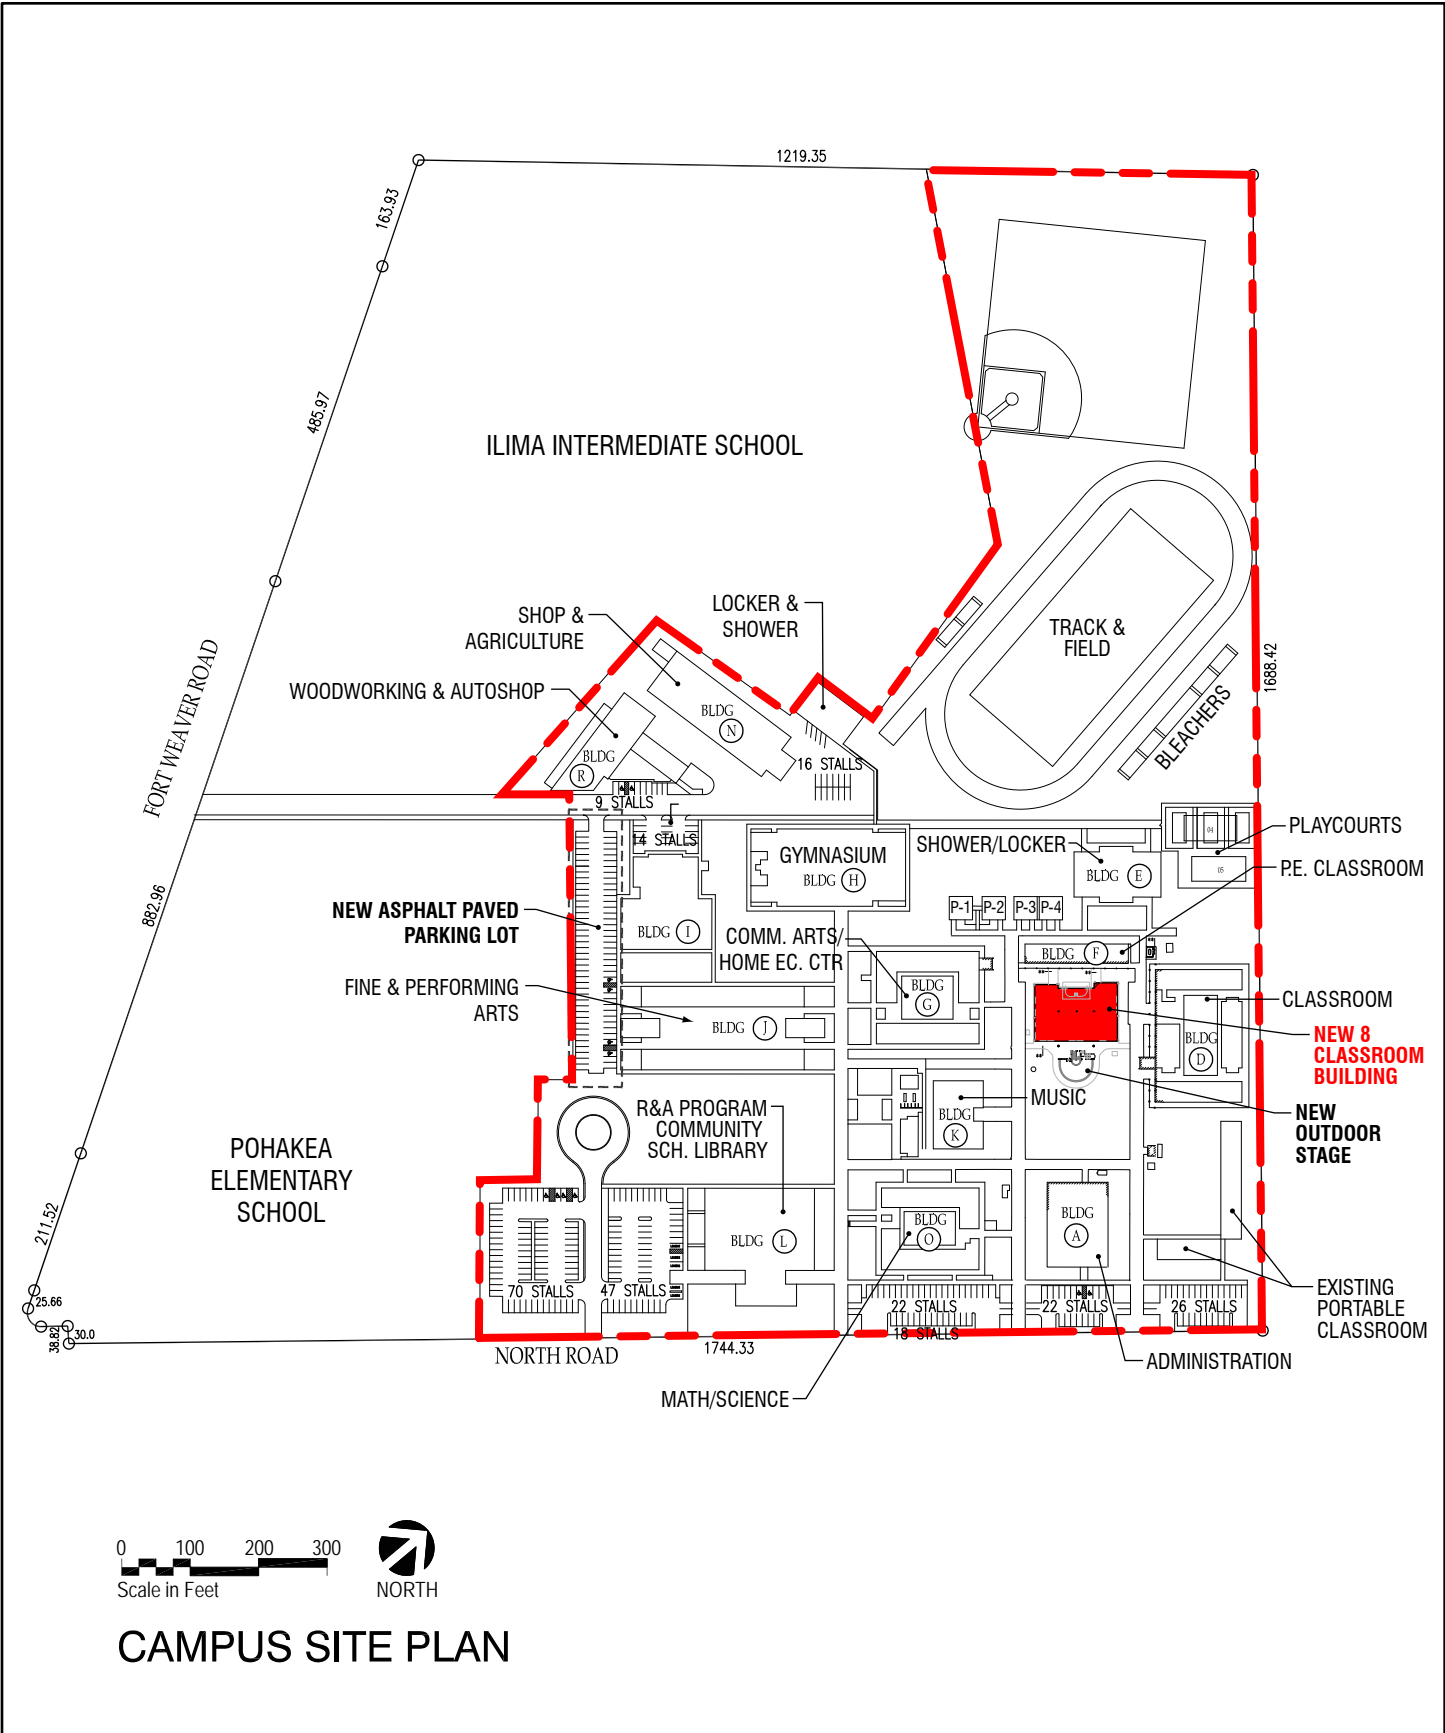 1219.35
163.93
485.97
ILIMA INTERMEDIATE SCHOOL
SHOP &
AGRICULTURE
LOCKER &
SHOWER
TRACK &
FIELD
1688.42
FORT WEAVER ROAD
WOODWORKING & AUTOSHOP
BLDG
N
BLDG
R
BLEACHERS
16 STALLS
9 STALLS
14 STALLS
GYMNASIUM
BLDG H
SHOWER/LOCKER
BLDG E
04
05
PLAYCOURTS
P.E. CLASSROOM
882.96
NEW ASPHALT PAVED
PARKING LOT
BLDG I
P-1
P-2
P-3
P-4
COMM. ARTS/
HOME EC. CTR
BLDG F
FINE & PERFORMING
ARTS
BLDG
G
BLDG J
CLASSROOM
NEW 8
CLASSROOM
BUILDING
BLDG
D
MUSIC
BLDG
K
NEW
OUTDOOR
STAGE
R&A PROGRAM
COMMUNITY
SCH. LIBRARY
POHAKEA
ELEMENTARY
SCHOOL
211.52
BLDG L
BLDG
O
BLDG
A
70 STALLS
47 STALLS
22 STALLS
18 STALLS
22 STALLS
26 STALLS
EXISTING
PORTABLE
CLASSROOM
25.66
38.82
30.0
NORTH ROAD
1744.33
ADMINISTRATION
MATH/SCIENCE
0 100 200 300
Scale in Feet
NORTH
CAMPUS SITE PLAN